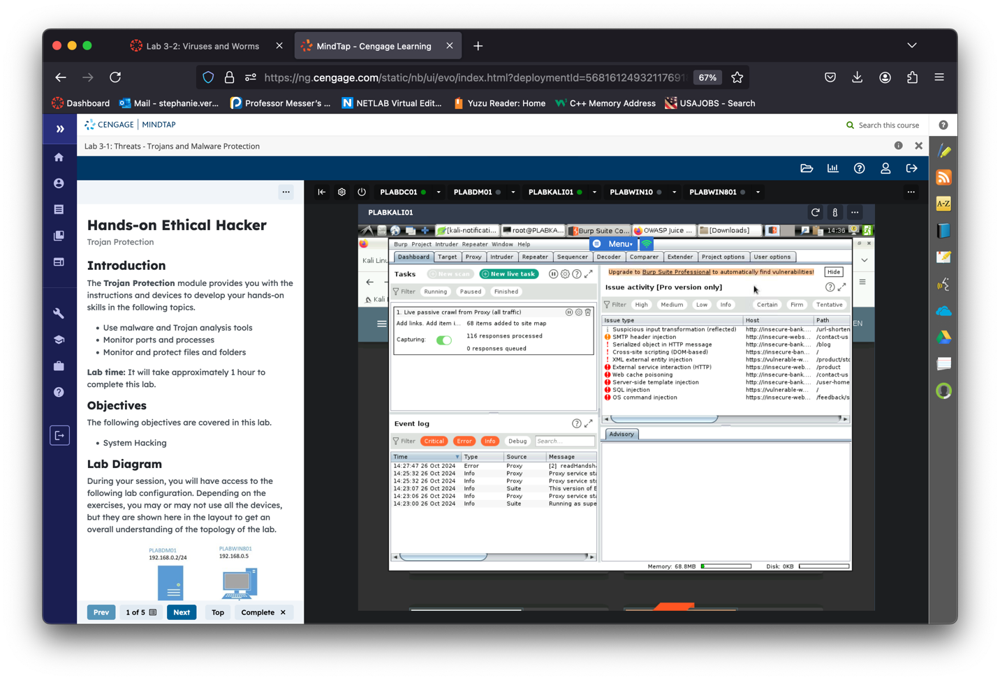 Lab 3-2: Viruses and Worms
MindTap - Cengage Learning
https://ng.cengage.com/static/nb/ui/evo/index.html?deploymentId=568161249321176918
67%
Dashboard
Mail - stephanie.ver...
Professor Messer's ...
NETLAB Virtual Edit...
Yuzu Reader: Home
C++ Memory Address
USAJOBS - Search
CENGAGE | MINDTAP
Search this course
Lab 3-1: Threats - Trojans and Malware Protection
A-Z
Hands-on Ethical Hacker
Trojan Protection
Introduction
The Trojan Protection module provides you with the
instructions and devices to develop your hands-on
skills in the following topics.
• Use malware and Trojan analysis tools
• Monitor ports and processes
• Monitor and protect files and folders
Lab time: It will take approximately 1 hour to
complete this lab.
Objectives
The following objectives are covered in this lab.
• System Hacking
Lab Diagram
During your session, you will have access to the
following lab configuration. Depending on the
exercises, you may or may not use all the devices,
but they are shown here in the layout to get an
overall understanding of the topology of the lab.
PLABDM01
192.168.0.2/24
PLABWIN801
192.168.0.5
Prev
1 of 5
Next
Top
Complete
PLABDC01
PLABDM01
PLABKALI01
PLABWIN10
PLABWIN801
PLABKALI01
[kali-notificati...
root@PLABKA...
Burp Suite Co...
OWASP Juice ...
[Downloads]
14:36
Kali Linu
Kali
EN
Burp Project Intruder Repeater Window Help
Menu
Dashboard Target Proxy Intruder Repeater Sequencer Decoder Comparer Extender Project options User options
Tasks
New scan
New live task
Filter Running Paused Finished
1. Live passive crawl from Proxy (all traffic)
Add links. Add item i... 68 items added to site map
116 responses processed
Capturing:
0 responses queued
Event log
Filter Critical Error Info Debug Search...
Time Type Source Message
14:27:47 26 Oct 2024 Error Proxy [2] readHandsha
14:25:32 26 Oct 2024 Info Proxy Proxy service sta
14:25:32 26 Oct 2024 Info Proxy Proxy service sto
14:23:07 26 Oct 2024 Info Suite This version of B
14:23:06 26 Oct 2024 Info Proxy Proxy service sta
14:23:00 26 Oct 2024 Info Suite Running as supe
Upgrade to Burp Suite Professional to automatically find vulnerabilities!
Hide
Issue activity [Pro version only]
Filter High Medium Low Info Certain Firm Tentative
Issue type Host Path
Suspicious input transformation (reflected) http://insecure-bank.... /url-shorten
SMTP header injection http://insecure-webs... /contact-us
Serialized object in HTTP message http://insecure-bank.... /blog
Cross-site scripting (DOM-based) http://insecure-ban... /
XML external entity injection https://vulnerable-w... /product/sto
External service interaction (HTTP) https://insecure-web... /product
Web cache poisoning http://insecure-bank.... /contact-us
Server-side template injection http://insecure-bank.... /user-home
SQL injection https://vulnerable-w... /
OS command injection https://insecure-web... /feedback/s
Advisory
Memory: 68.8MB
Disk: 0KB